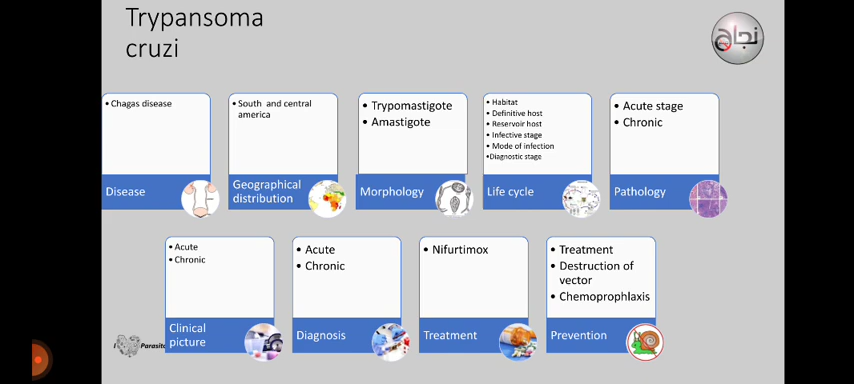 Trypansoma
cruzi
نجاح
• Chagas disease
Disease
• South and central
america
Geographical
distribution
• Trypomastigote
• Amastigote
Morphology
• Habitat
• Definitive host
• Reservoir host
• Infective stage
• Mode of infection
•Diagnostic stage
Life cycle
• Acute stage
• Chronic
Pathology
• Acute
• Chronic
Clinical
picture
• Acute
• Chronic
Diagnosis
• Nifurtimox
Treatment
• Treatment
• Destruction of
vector
• Chemoprophlaxis
Prevention
I